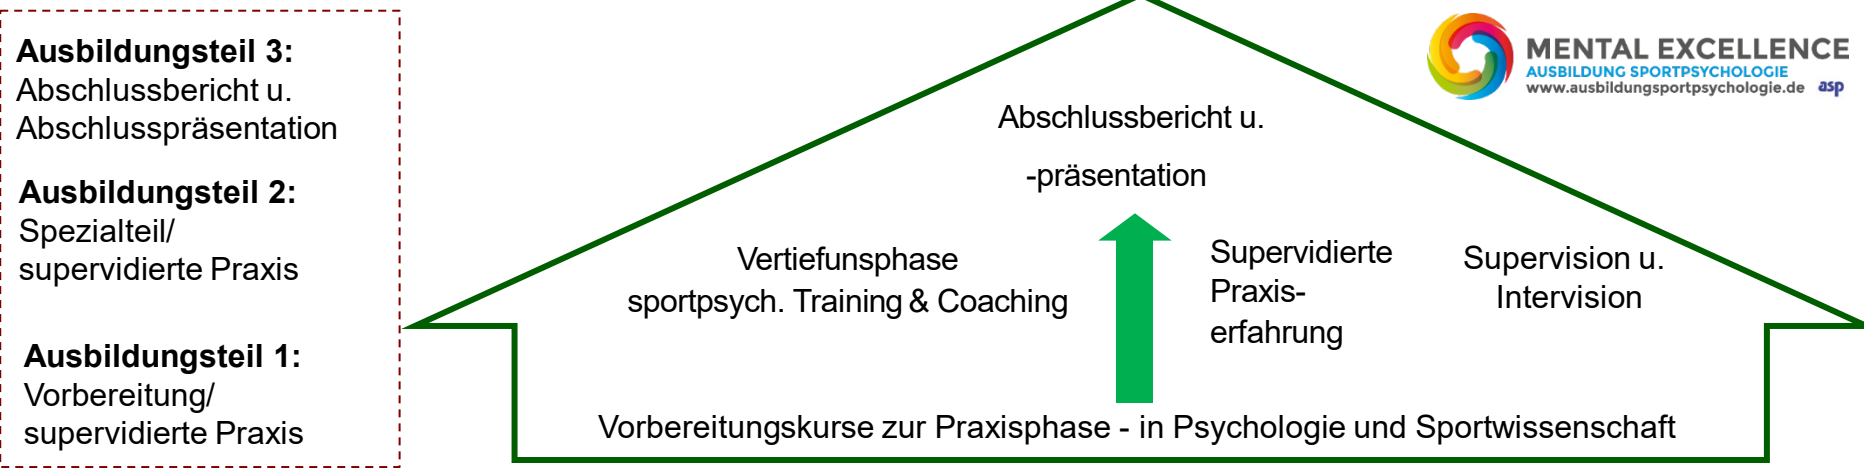 Ausbildungsteil 3:
Abschlussbericht u.
Abschlusspräsentation
Ausbildungsteil 2:
Spezialteil/
supervidierte Praxis
Ausbildungsteil 1:
Vorbereitung/
supervidierte Praxis
Abschlussbericht u.
-präsentation
Vertiefunsphase
sportpsych. Training & Coaching
Supervidierte
Praxis-
erfahrung
Supervision u.
Intervision
Vorbereitungskurse zur Praxisphase - in Psychologie und Sportwissenschaft
MENTAL EXCELLENCE
AUSBILDUNG SPORTPSYCHOLOGIE
www.ausbildungsportpsychologie.de asp